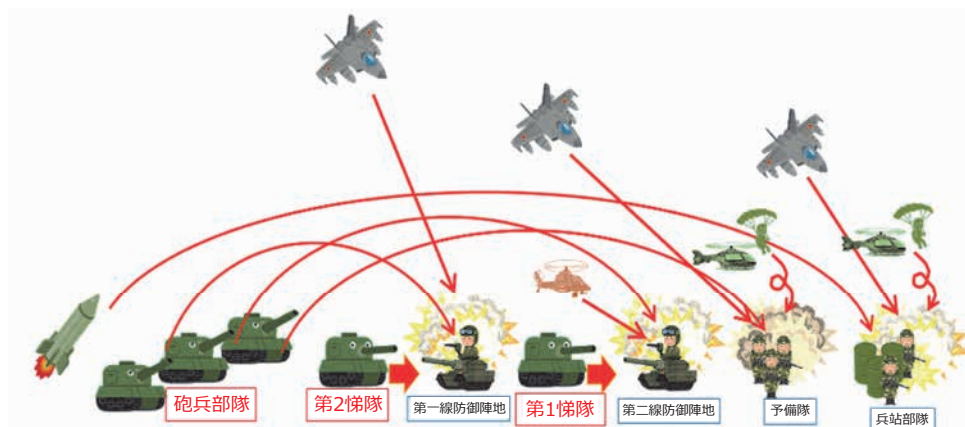 砲兵部隊
第2梯隊
第一線防御陣地
第1梯隊
第二線防御陣地
予備隊
兵站部隊